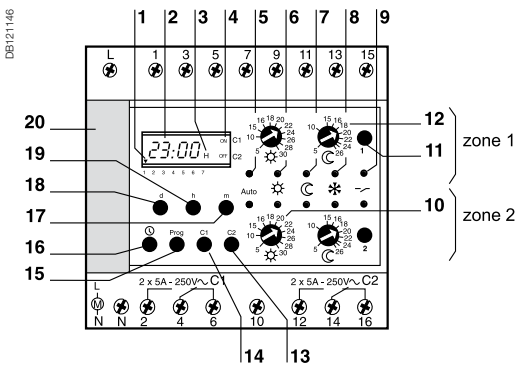 DB121146
1 2 3 4 5 6 7 8 9
L 1 3 5 7 9 11 13 15
20
19
18
17
16
15
23:00 H
ON C1
OFF C2
1 2 3 4 5 6 7
5 10 15 16 18 20 22 24 26 28 30
5 10 15 16 18 20 22 24 26
12
11
zone 1
1
Auto
d h m
Prog C1 C2
5 10 15 16 18 20 22 24 26 28 30
5 10 15 16 18 20 22 24 26
10
zone 2
2
L
M
N
2 x 5A - 250V~ C1
2 x 5A - 250V~ C2
N 2 4 6 10 12 14 16
14 13